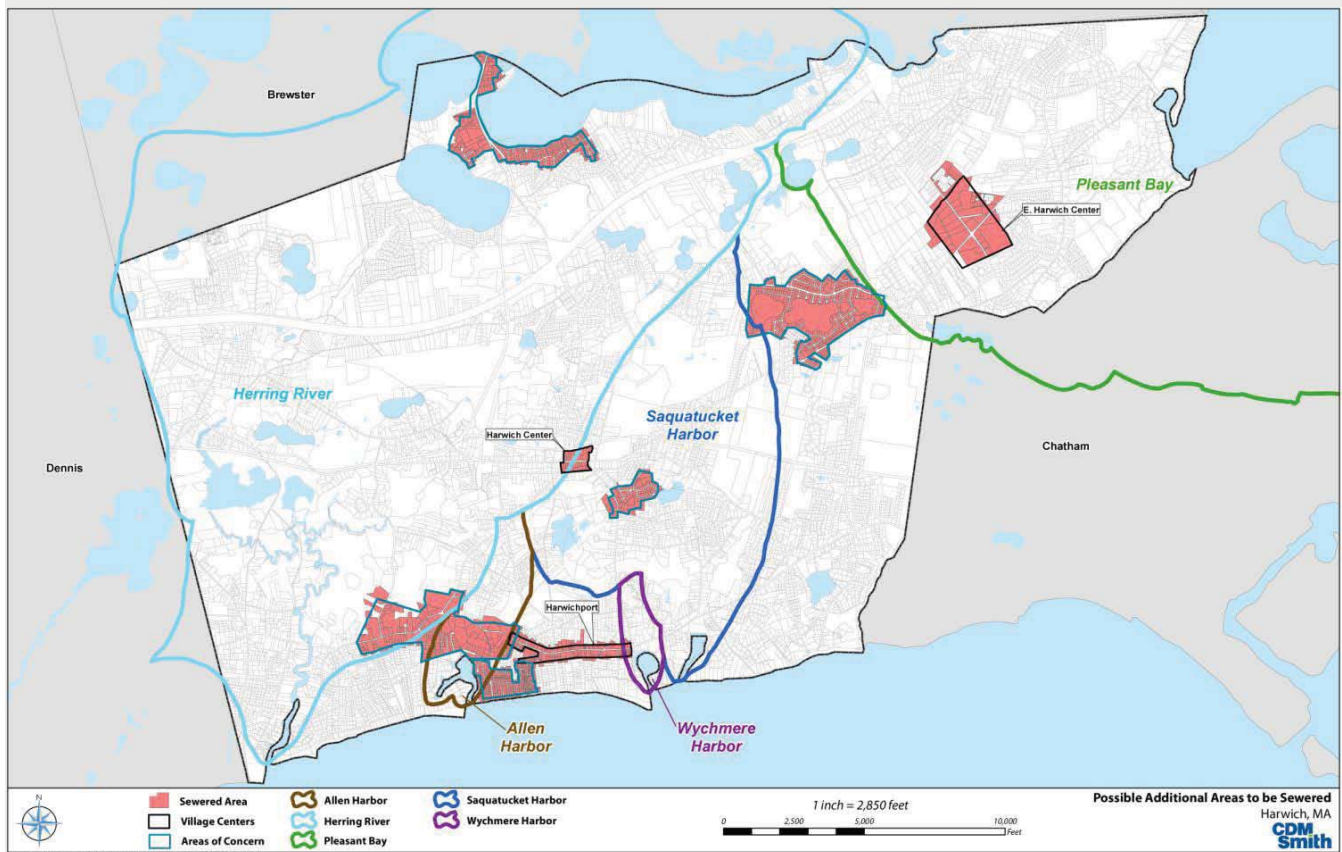 Brewster
Pleasant Bay
E. Harwich Center
Herring River
Saquatucket
Harbor
Harwich Center
Dennis
Chatham
Harwichport
Allen
Harbor
Wychmere
Harbor
N
Sewered Area
Village Centers
Areas of Concern
Allen Harbor
Herring River
Pleasant Bay
Saquatucket Harbor
Wychmere Harbor
1 inch = 2,850 feet
0 2,500 5,000 10,000
Feet
Possible Additional Areas to be Sewered
Harwich, MA
CDM
Smith